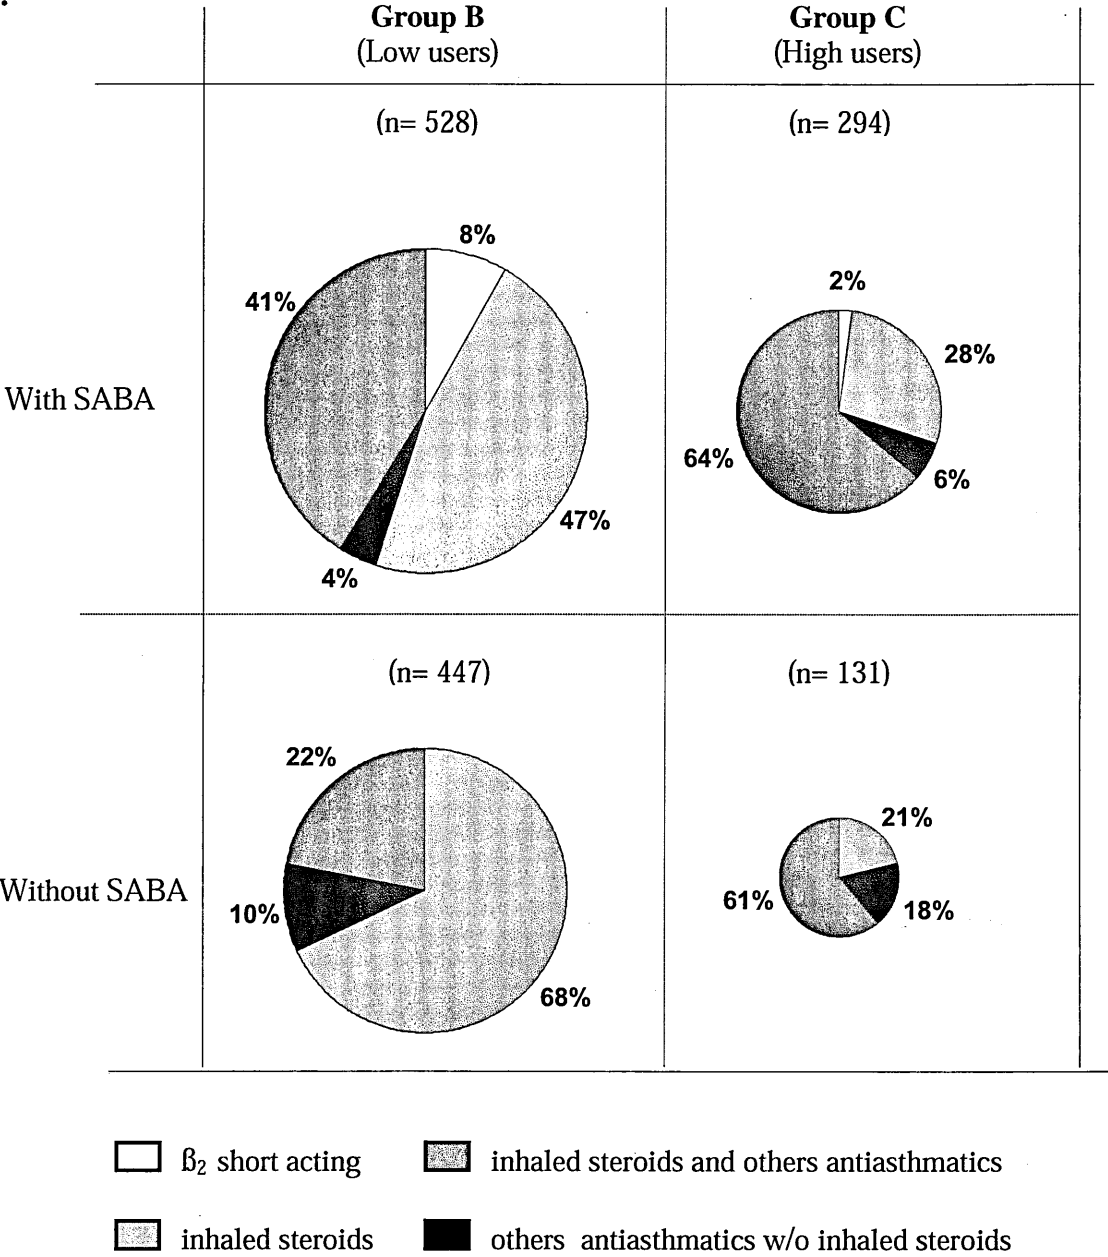 Group B
(Low users)
Group C
(High users)
(n= 528)
(n= 294)
With SABA
8%
41%
47%
4%
2%
28%
64%
6%
(n= 447)
(n= 131)
Without SABA
22%
10%
68%
21%
61%
18%
ß₂ short acting
inhaled steroids and others antiasthmatics
inhaled steroids
others antiasthmatics w/o inhaled steroids